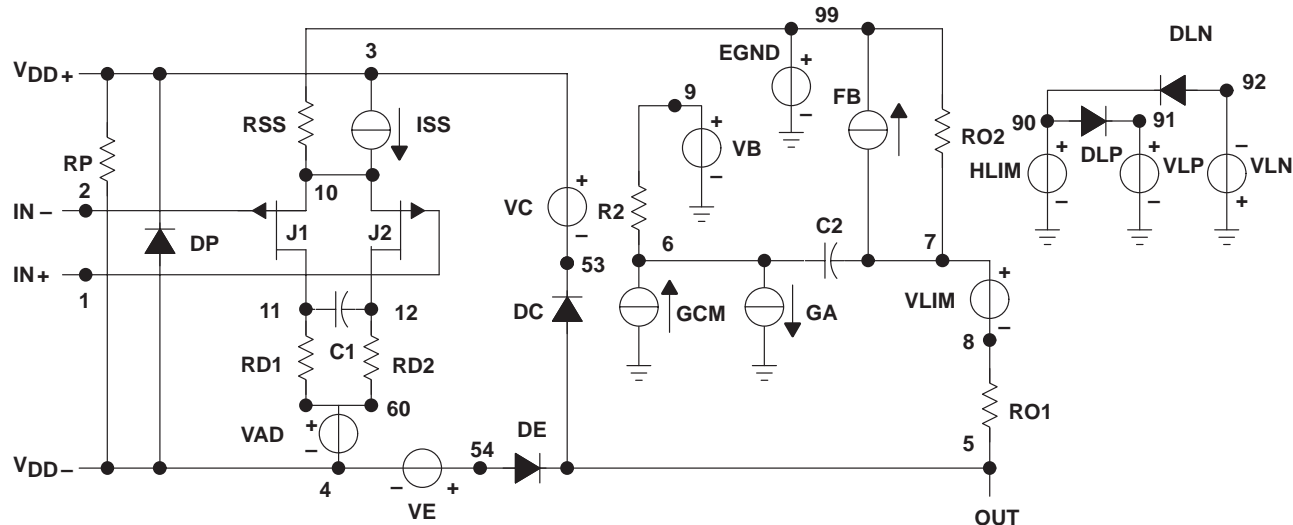 99
DLN
3
EGND
+
VDD+
92
9
FB
+
RSS
ISS
90
91
+
−
RO2
RP
VB
DLP
+
+
−
2
10
−
HLIM
VLP
VLN
IN−
+
−
−
+
VC
R2
C2
J1
J2
6
7
DP
−
IN+
53
+
1
GCM
GA
VLIM
11
12
DC
−
C1
8
RD1
RD2
60
RO1
+
VAD
54
DE
−
5
VDD−
4
−
+
VE
OUT